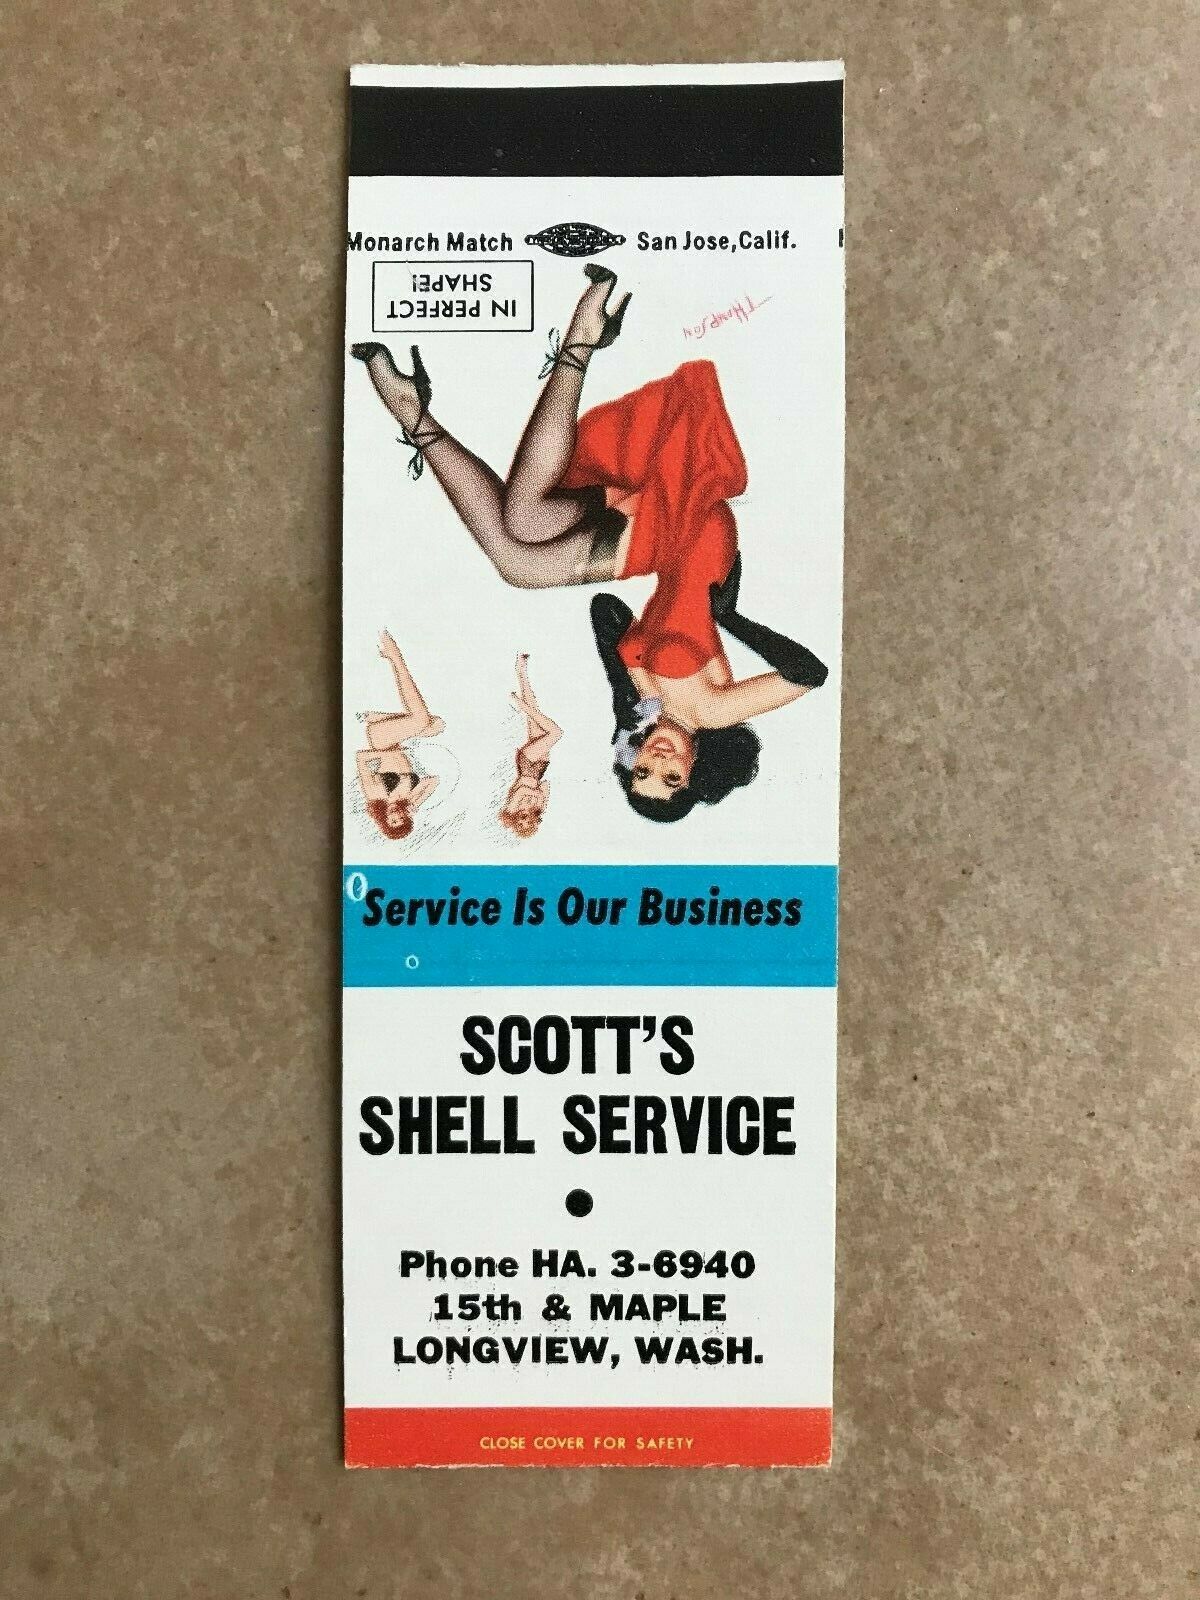 Monarch Match San Jose, Calif.
IN PERFECT
SHAPE!
THOMPSON
Service Is Our Business
SCOTT'S
SHELL SERVICE
Phone HA. 3-6940
15th & MAPLE
LONGVIEW, WASH.
CLOSE COVER FOR SAFETY